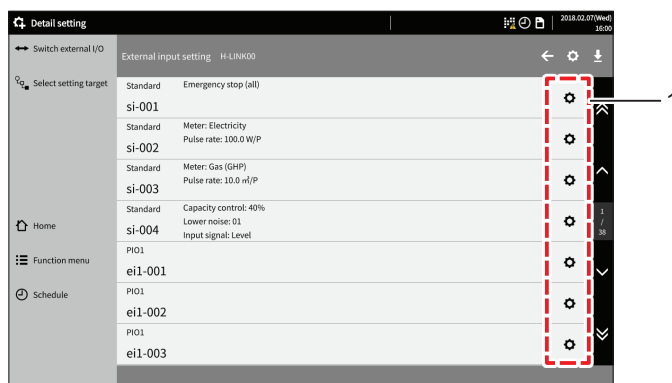 Detail setting
2018.02.07(Wed)
16:00
Switch external I/O
External input setting H-LINK00
Select setting target
Standard Emergency stop (all)
si-001
Standard Meter: Electricity
Pulse rate: 100.0 W/P
si-002
Standard Meter: Gas (GHP)
Pulse rate: 10.0 ㎥/P
si-003
Standard Capacity control: 40%
Lower noise: 01
si-004
Input signal: Level
PIO1
ei1-001
PIO1
ei1-002
PIO1
ei1-003
1
/
38
Home
Function menu
Schedule